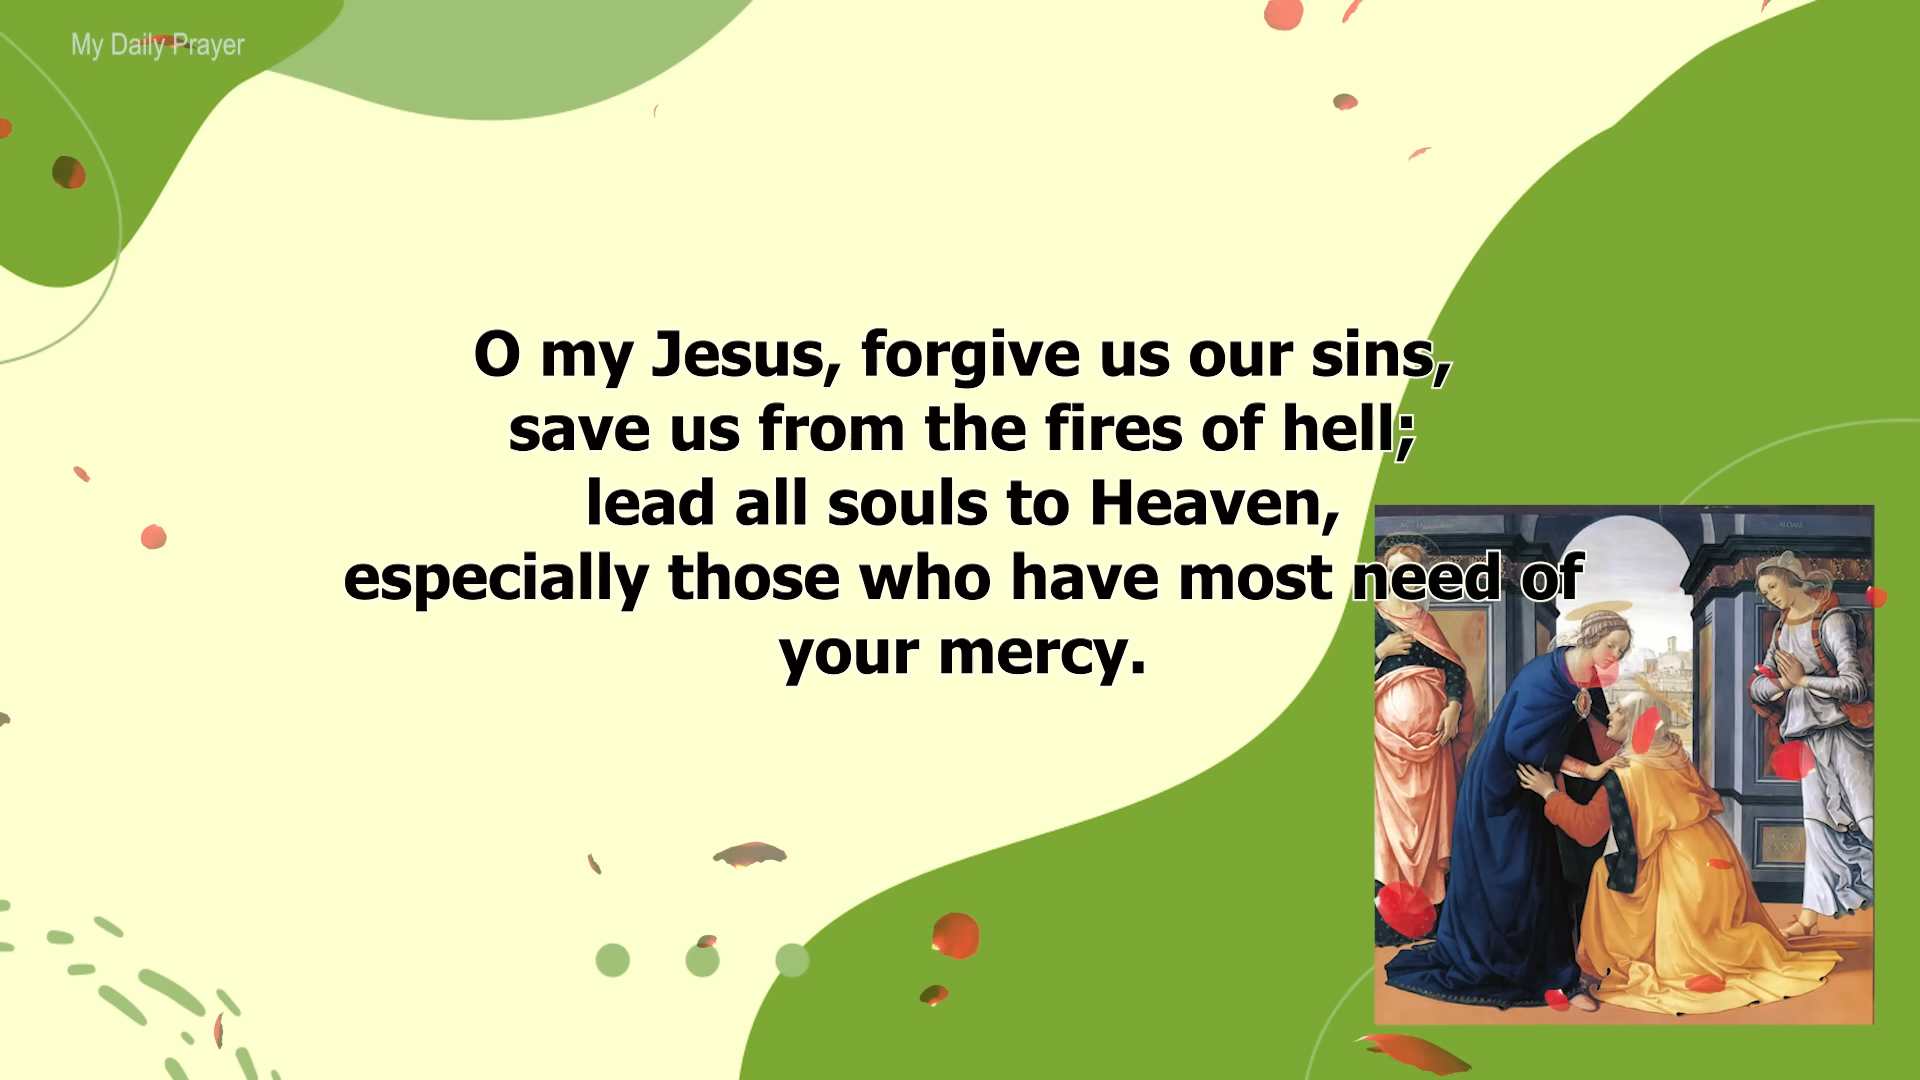 My Daily Prayer
O my Jesus, forgive us our sins,
save us from the fires of hell;
lead all souls to Heaven,
especially those who have most need of
your mercy.